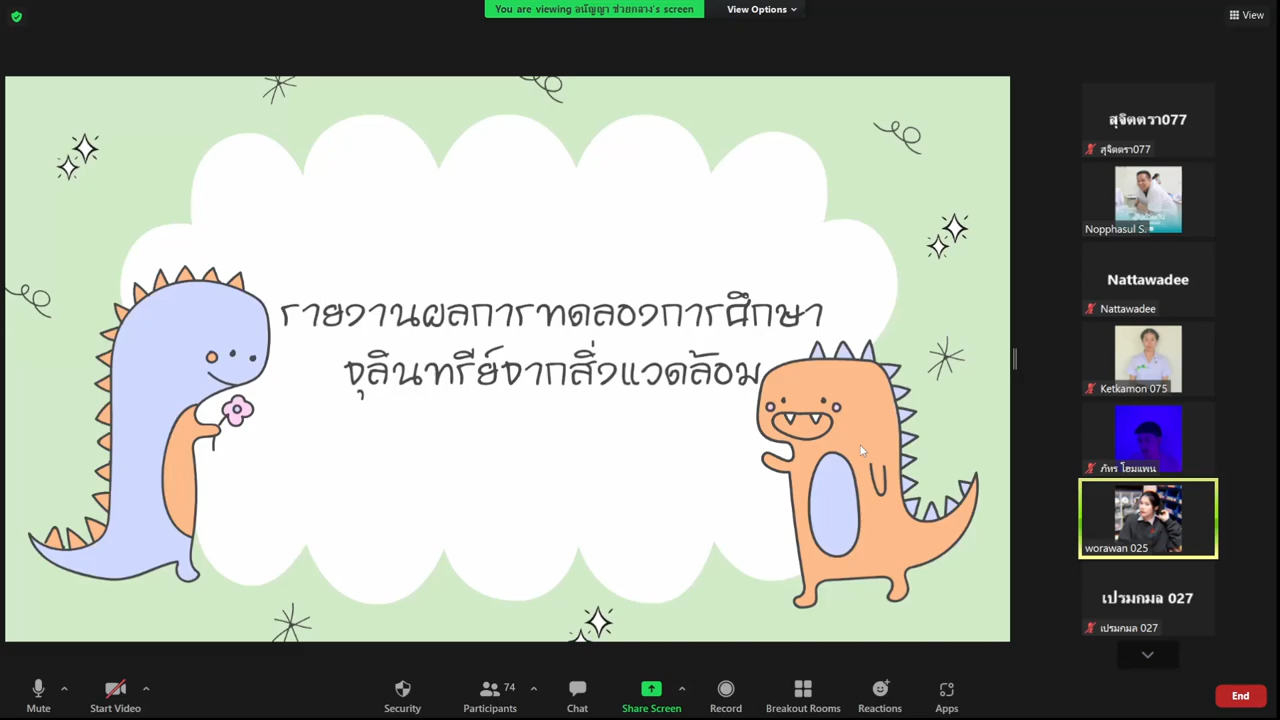 You are viewing อนัญญา ช่วยกลาง's screen
View Options
View
รายงานผลการทดลองการศึกษา
จุลินทรีย์จากสิ่งแวดล้อม
สุจิตตรา077
สุจิตตรา077
Nopphasul S.
Nattawadee
Nattawadee
Ketkamon 075
ภัทร โฮมแพน
worawan 025
เปรมกมล 027
เปรมกมล 027
Mute
Start Video
Security
Participants
74
Chat
Share Screen
Record
Breakout Rooms
Reactions
Apps
End